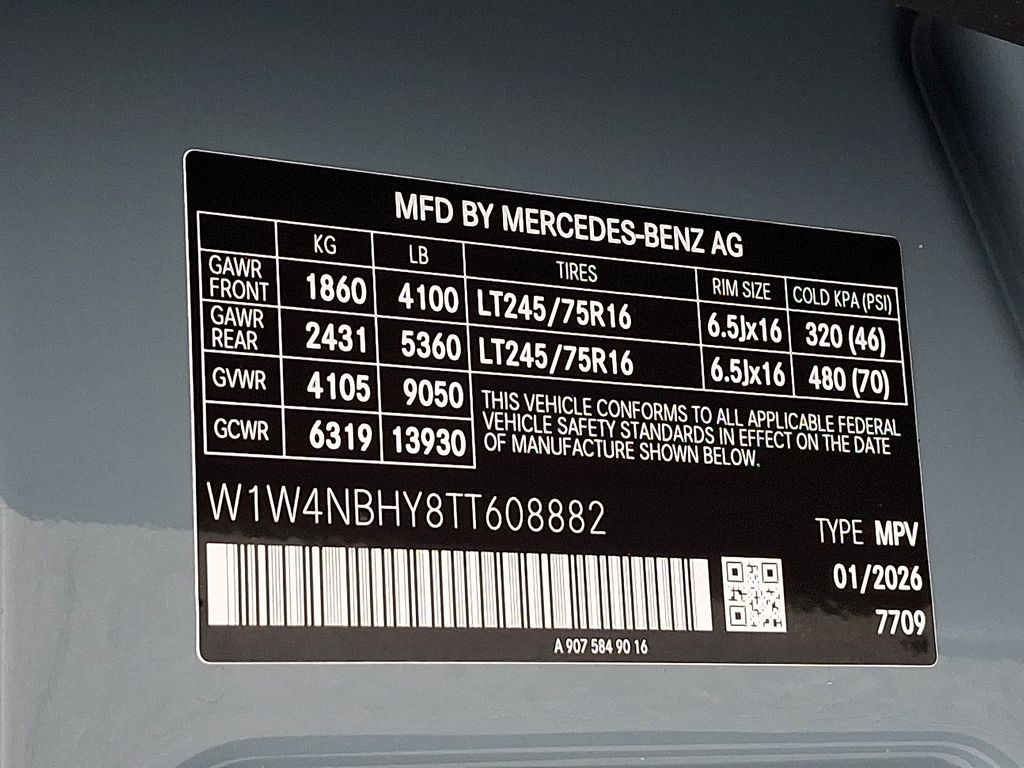 MFD BY MERCEDES-BENZ AG
KG LB TIRES RIM SIZE COLD KPA (PSI)
GAWR FRONT 1860 4100 LT245/75R16 6.5Jx16 320 (46)
GAWR REAR 2431 5360 LT245/75R16 6.5Jx16 480 (70)
GVWR 4105 9050
GCWR 6319 13930
THIS VEHICLE CONFORMS TO ALL APPLICABLE FEDERAL
VEHICLE SAFETY STANDARDS IN EFFECT ON THE DATE
OF MANUFACTURE SHOWN BELOW.
W1W4NBHY8TT608882
TYPE MPV
01/2026
7709
A 907 584 90 16